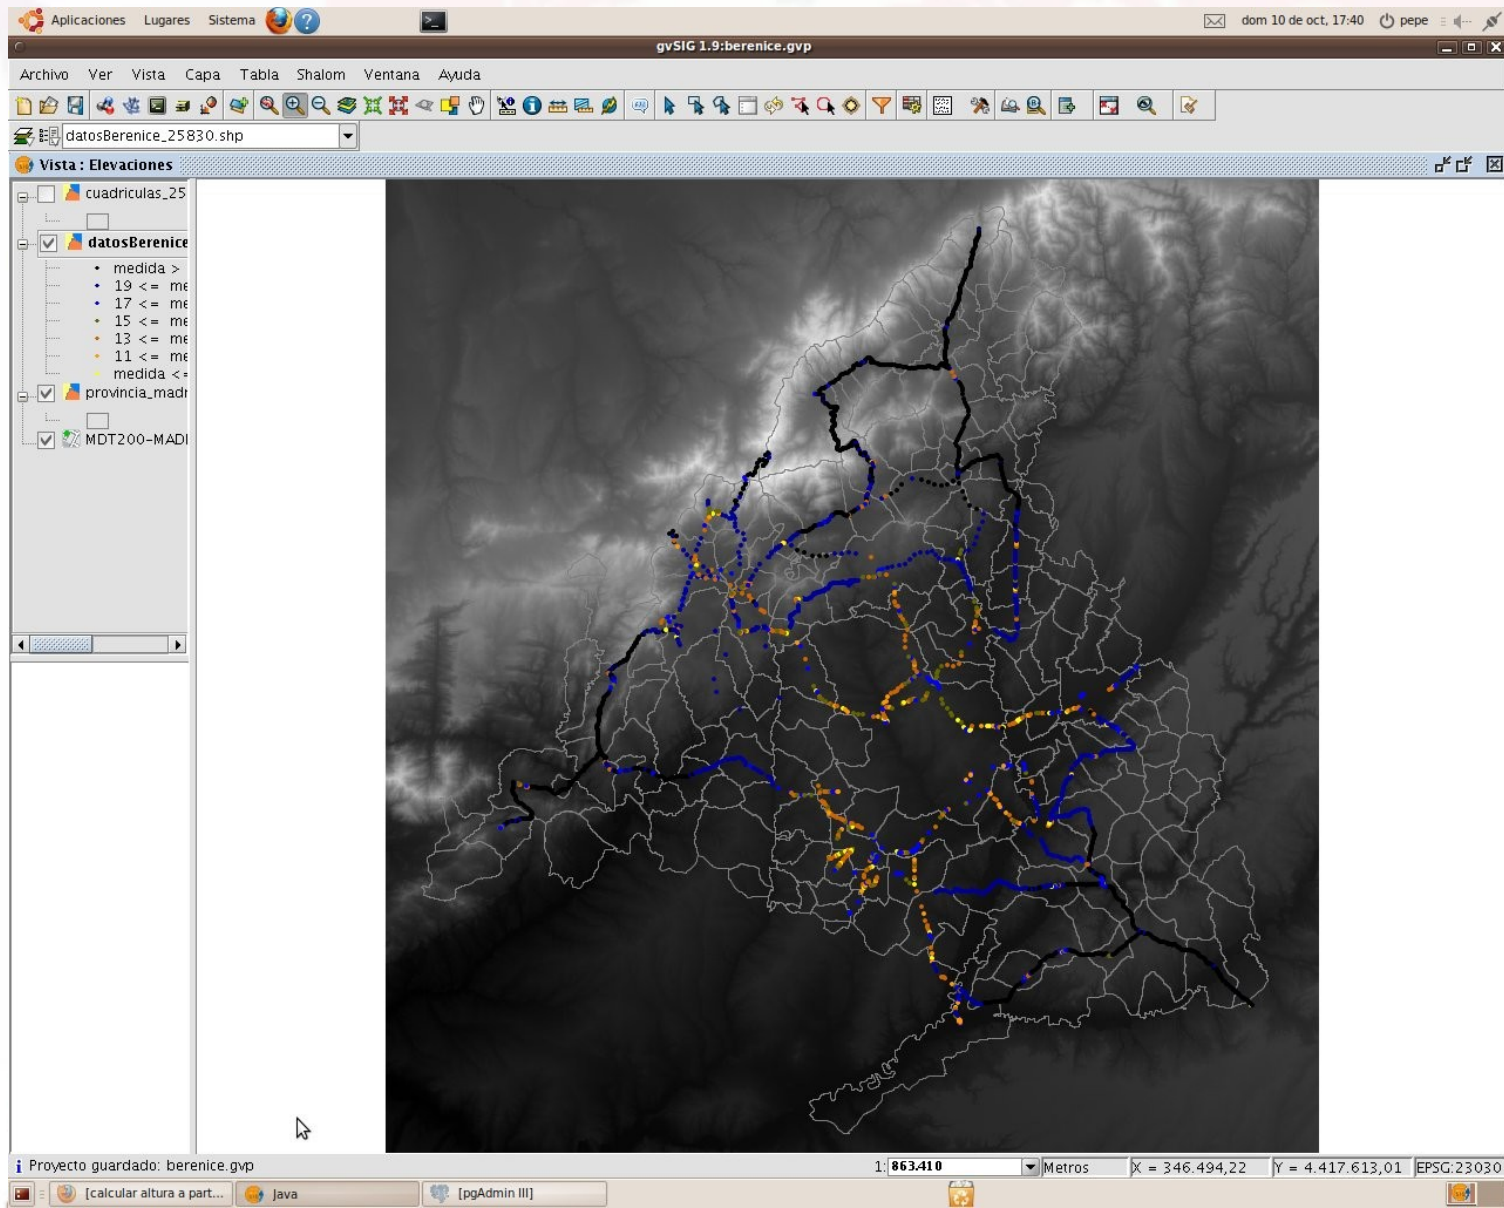 Aplicaciones Lugares Sistema
dom 10 de oct, 17:40 pepe
gvSIG 1.9:berenice.gvp
Archivo Ver Vista Capa Tabla Shalom Ventana Ayuda
datosBerenice_25830.shp
Vista : Elevaciones
cuadriculas_25
datosBerenice
medida >
19 <= me
17 <= me
15 <= me
13 <= me
11 <= me
medida <=
provincia_madr
MDT200-MADI
Proyecto guardado: berenice.gvp
1: 863.410 Metros X = 346.494,22 Y = 4.417.613,01 EPSG:23030
[calcular altura a part... Java [pgAdmin III]